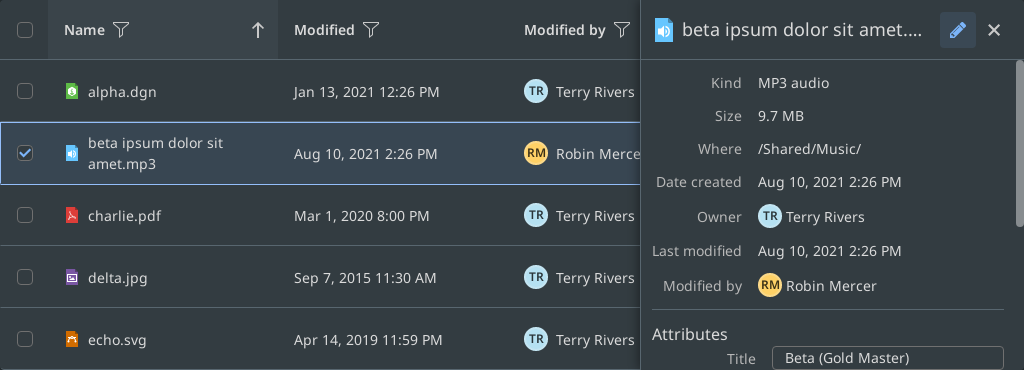 Name Modified Modified by
alpha.dgn Jan 13, 2021 12:26 PM TR Terry Rivers
beta ipsum dolor sit
amet.mp3 Aug 10, 2021 2:26 PM RM Robin Merce
charlie.pdf Mar 1, 2020 8:00 PM TR Terry Rivers
delta.jpg Sep 7, 2015 11:30 AM TR Terry Rivers
echo.svg Apr 14, 2019 11:59 PM TR Terry Rivers
beta ipsum dolor sit amet....
Kind MP3 audio
Size 9.7 MB
Where /Shared/Music/
Date created Aug 10, 2021 2:26 PM
Owner TR Terry Rivers
Last modified Aug 10, 2021 2:26 PM
Modified by RM Robin Mercer
Attributes
Title Beta (Gold Master)